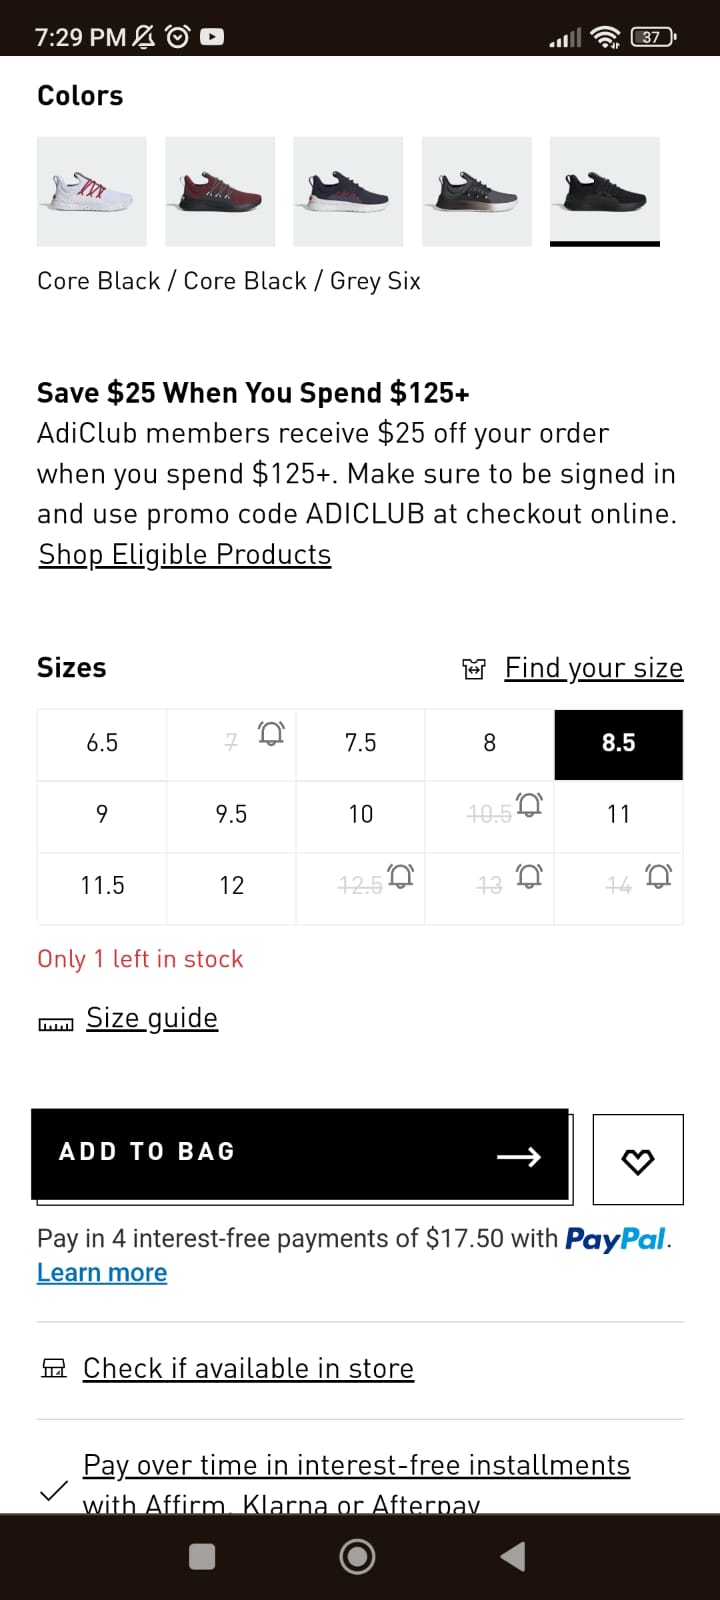 7:29 PM
37
Colors
Core Black / Core Black / Grey Six
Save $25 When You Spend $125+
AdiClub members receive $25 off your order
when you spend $125+. Make sure to be signed in
and use promo code ADICLUB at checkout online.
Shop Eligible Products
Sizes Find your size
6.5 7 7.5 8 8.5
9 9.5 10 10.5 11
11.5 12 12.5 13 14
Only 1 left in stock
Size guide
ADD TO BAG
Pay in 4 interest-free payments of $17.50 with PayPal.
Learn more
Check if available in store
Pay over time in interest-free installments
with Affirm, Klarna or Afterpay